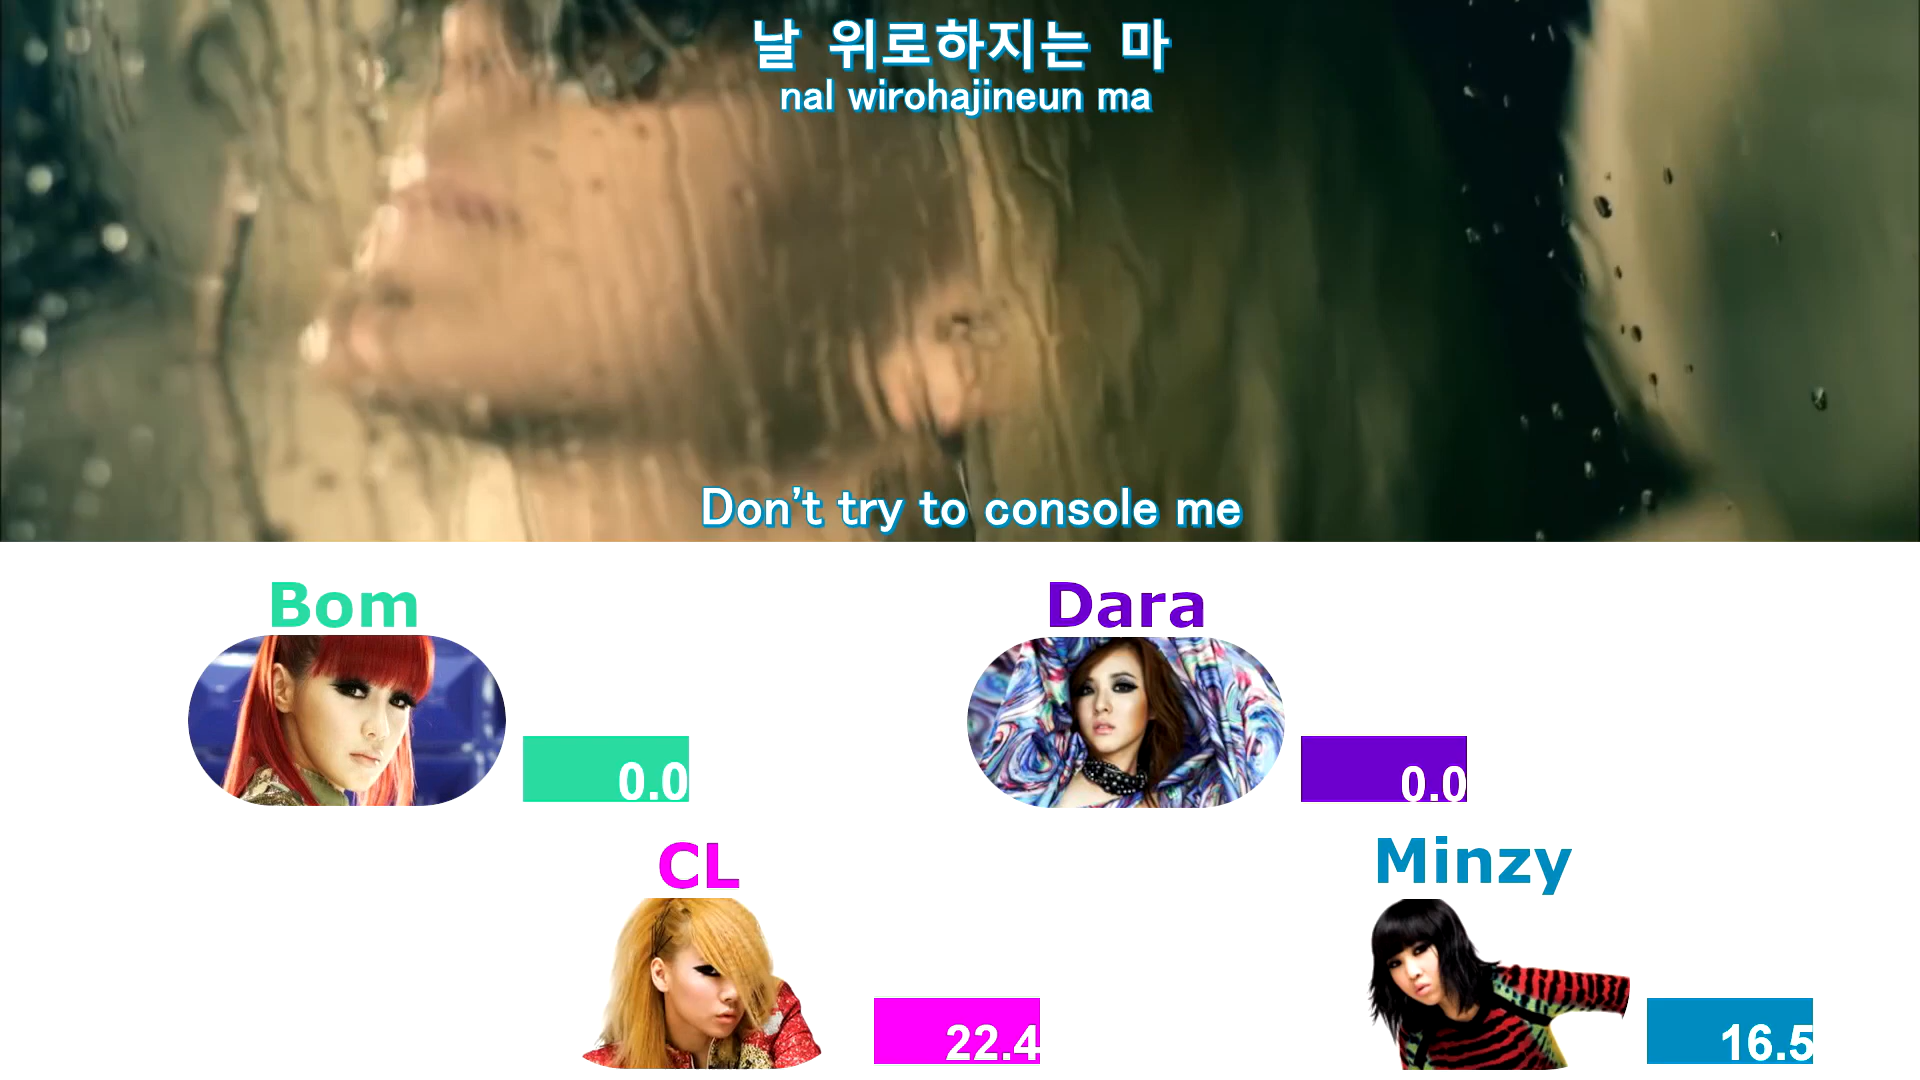 날 위로하지는 마
nal wirohajineun ma
Don't try to console me
Bom
0.0
Dara
0.0
CL
22.4
Minzy
16.5